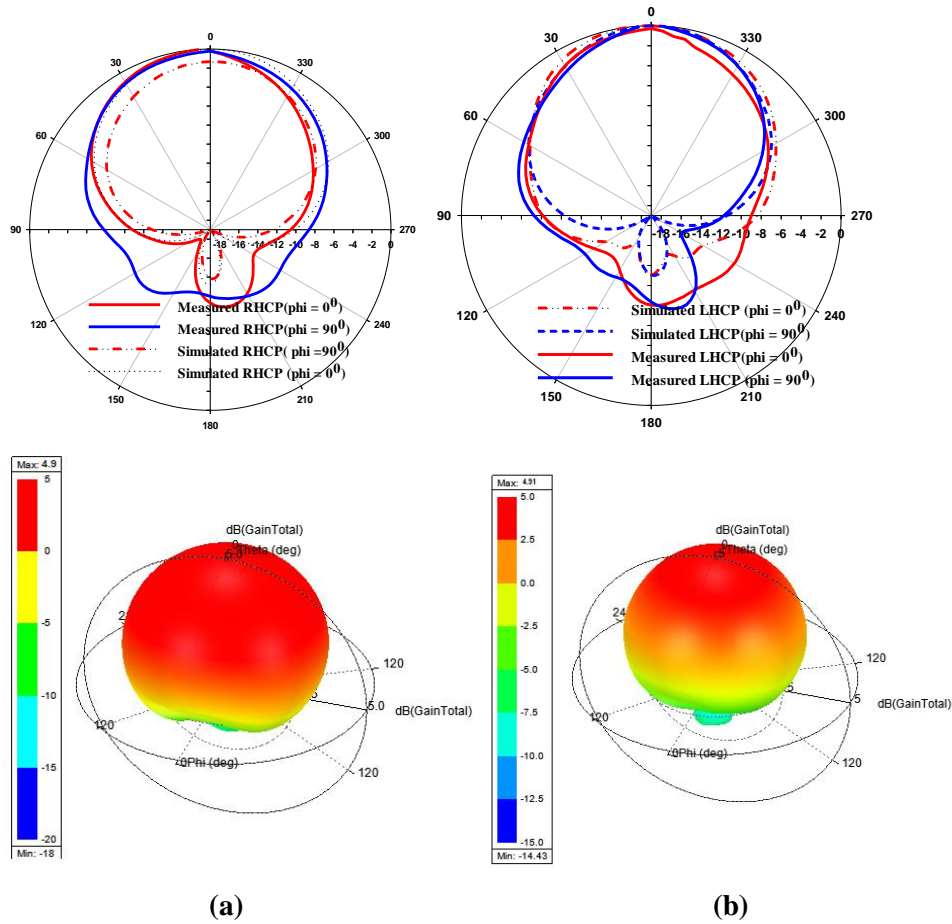 0
30
330
60
300
90
270
-18 -16 -14 -12 -10 -8 -6 -4 -2 0
120
240
150
210
180
Measured RHCP(phi = 0⁰)
Measured RHCP(phi = 90⁰)
Simulated RHCP( phi =90⁰)
Simulated RHCP (phi = 0⁰)
0
30
330
60
300
90
270
-18 -16 -14 -12 -10 -8 -6 -4 -2 0
120
240
150
210
180
Simulated LHCP (phi = 0⁰)
Simulated LHCP (phi = 90⁰)
Measured LHCP(phi = 0⁰)
Measured LHCP (phi = 90⁰)
Max: 4.9
5
0
-5
-10
-15
-20
Min: -18
dB(GainTotal)
0
Theta (deg)
120
5.0
dB(GainTotal)
120
120
0Phi (deg)
Max: 4.91
5.0
2.5
0.0
-2.5
-5.0
-7.5
-10.0
-12.5
-15.0
Min: -14.43
dB(GainTotal)
0
Theta (deg)
24
120
5
5
dB(GainTotal)
120
120
0Phi (deg)
(a)
(b)